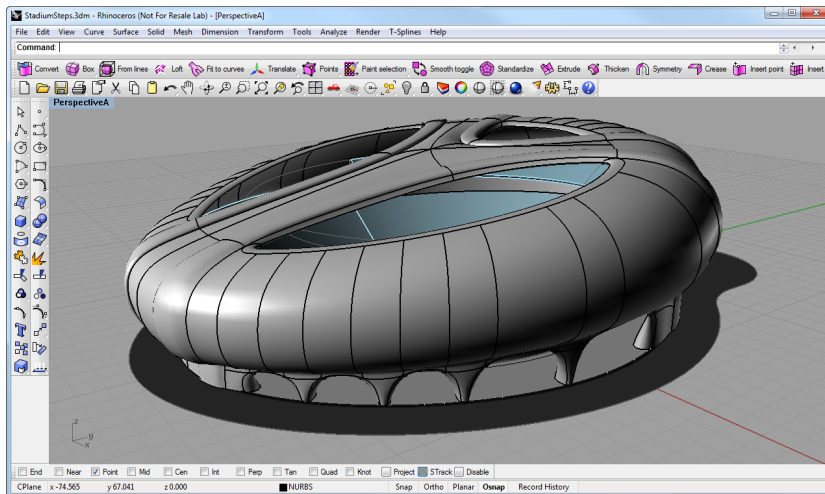 StadiumSteps.3dm - Rhinoceros (Not For Resale Lab) - [PerspectiveA]
File Edit View Curve Surface Solid Mesh Dimension Transform Tools Analyze Render T-Splines Help
Command:
Convert Box From lines Loft Fit to curves Translate Points Paint selection Smooth toggle Standardize Extrude Thicken Symmetry Crease Insert point Insert
PerspectiveA
z
y
x
End Near Point Mid Cen Int Perp Tan Quad Knot Project STrack Disable
CPlane x -74.565 y 67.041 z 0.000 NURBS Snap Ortho Planar Osnap Record History